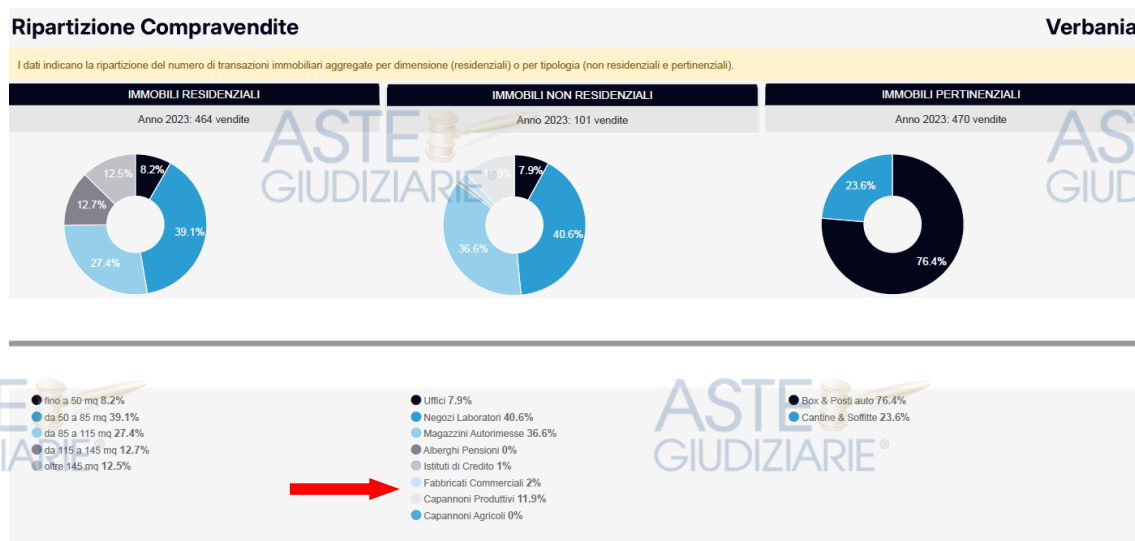 Ripartizione Compravendite
Verbania
I dati indicano la ripartizione del numero di transazioni immobiliari aggregate per dimensione (residenziali) o per tipologia (non residenziali e pertinenziali).
IMMOBILI RESIDENZIALI
Anno 2023: 464 vendite
8.2%
39.1%
27.4%
12.7%
12.5%
fino a 50 mq 8.2%
da 50 a 85 mq 39.1%
da 85 a 115 mq 27.4%
da 115 a 145 mq 12.7%
oltre 145 mq 12.5%
IMMOBILI NON RESIDENZIALI
Anno 2023: 101 vendite
7.9%
40.6%
36.6%
Uffici 7.9%
Negozi Laboratori 40.6%
Magazzini Autorimesse 36.6%
Alberghi Pensioni 0%
Istituti di Credito 1%
Fabbricati Commerciali 2%
Capannoni Produttivi 11.9%
Capannoni Agricoli 0%
IMMOBILI PERTINENZIALI
Anno 2023: 470 vendite
23.6%
76.4%
Box & Posti auto 76.4%
Cantine & Soffitte 23.6%
ASTE
GIUDIZIARIE®
ASTE
GIUDIZIARIE®